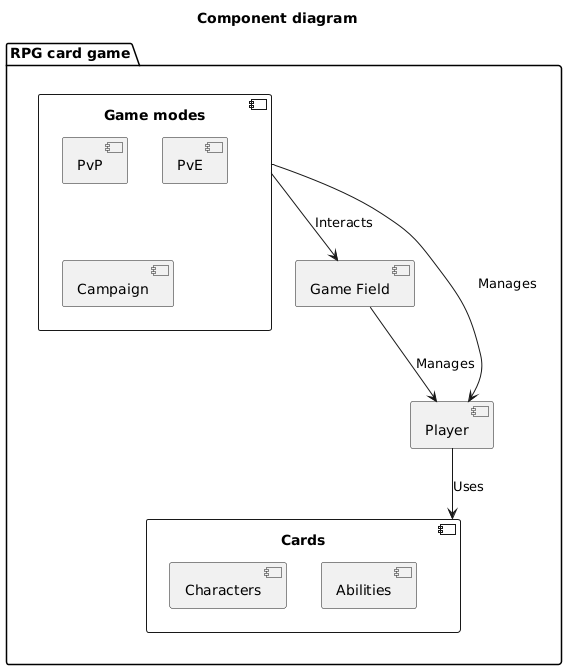 Component diagram
RPG card game
Game modes
PvP
PvE
Campaign
Interacts
Manages
Game Field
Manages
Player
Uses
Cards
Characters
Abilities